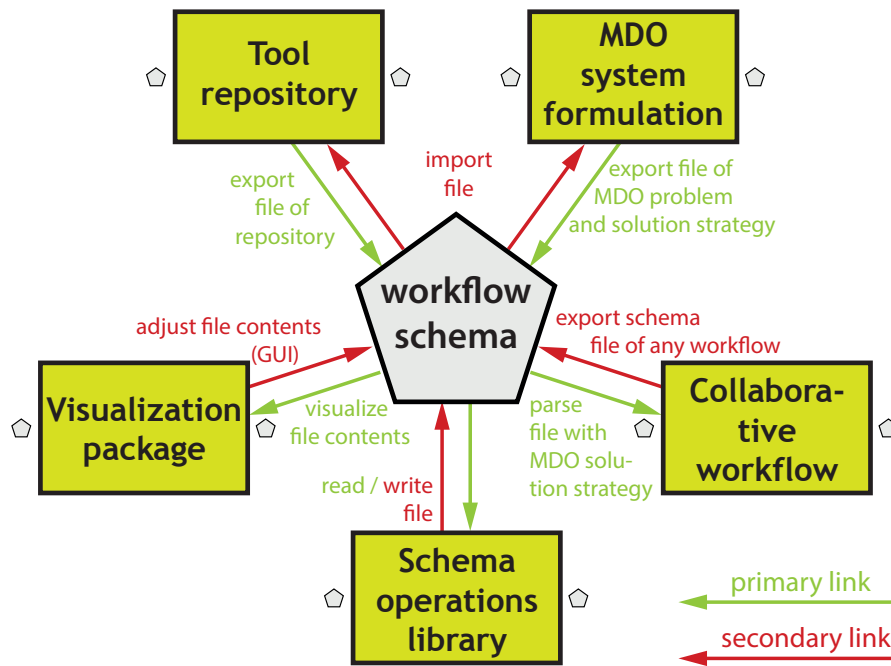 Tool
repository
MDO
system
formulation
export
file of
repository
import
file
export file of
MDO problem
and solution strategy
workflow
schema
adjust file contents
(GUI)
export schema
file of any workflow
Visualization
package
visualize
file contents
parse
file with
MDO solu-
tion strategy
Collabora-
tive
workflow
read / write
file
Schema
operations
library
primary link
secondary link